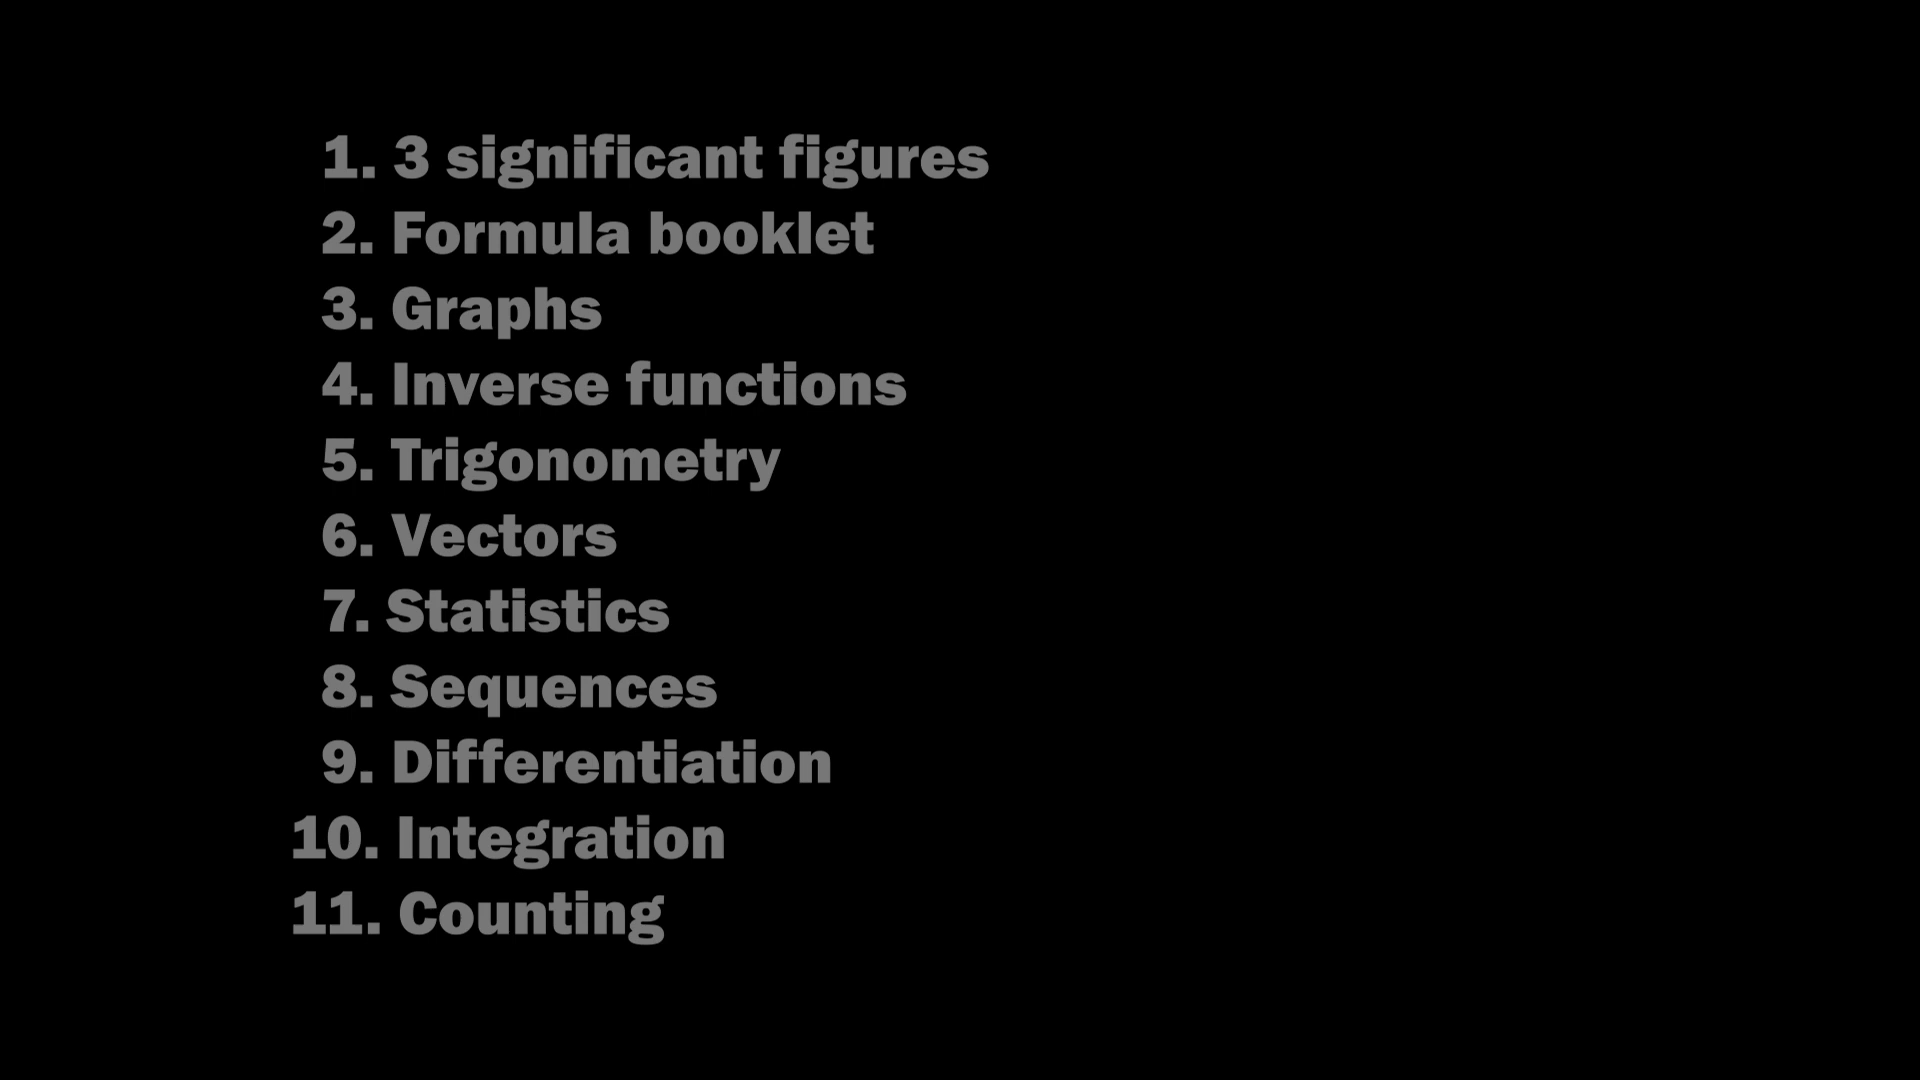 1. 3 significant figures
2. Formula booklet
3. Graphs
4. Inverse functions
5. Trigonometry
6. Vectors
7. Statistics
8. Sequences
9. Differentiation
10. Integration
11. Counting